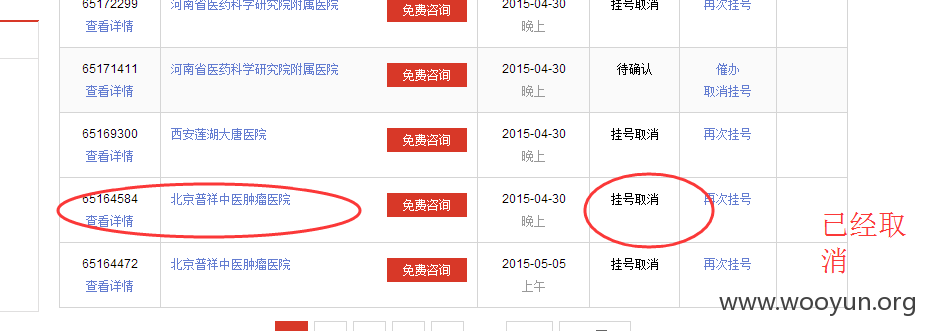 65172299 河南省医药科学研究院附属医院 免费咨询 2015-04-30 挂号取消 再次挂号
查看详情 晚上
65171411 河南省医药科学研究院附属医院 免费咨询 2015-04-30 待确认 催办
查看详情 晚上 取消挂号
65169300 西安莲湖大唐医院 免费咨询 2015-04-30 挂号取消 再次挂号
查看详情 晚上
65164584 北京普祥中医肿瘤医院 免费咨询 2015-04-30 挂号取消 再次挂号
查看详情 晚上
已经取
消
65164472 北京普祥中医肿瘤医院 免费咨询 2015-05-05 挂号取消 再次挂号
查看详情 上午
www.wooyun.org